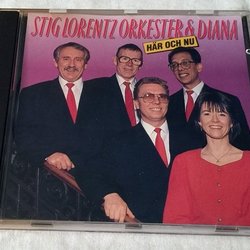 STIG LORENTZ ORKESTER & DIANA
HÄR OCH NU